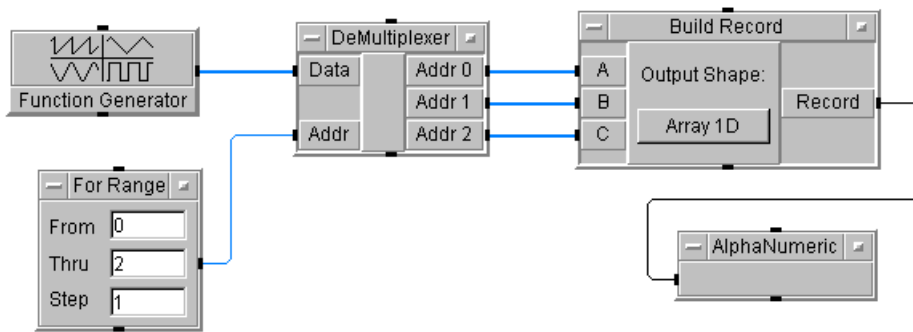 Function Generator
DeMultiplexer
Data
Addr
Addr 0
Addr 1
Addr 2
Build Record
A
B
C
Output Shape:
Array 1D
Record
For Range
From 0
Thru 2
Step 1
AlphaNumeric